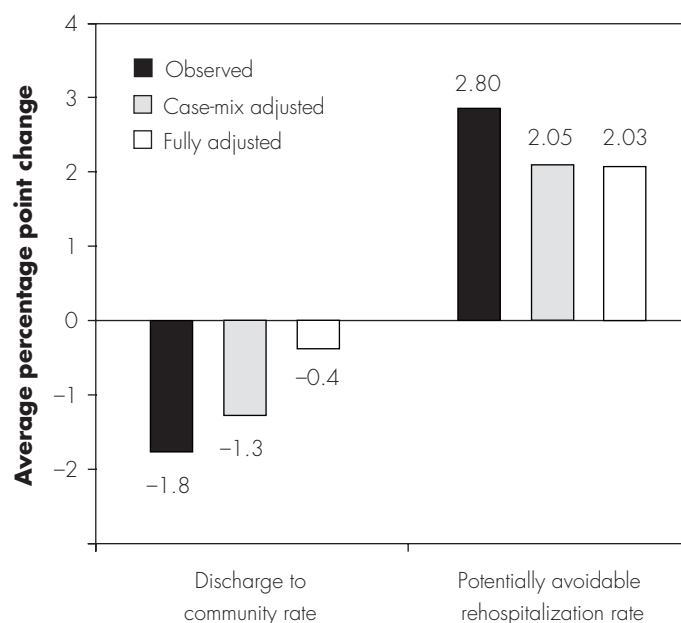 4
3
2
1
0
–1
–2
Average percentage point change
Observed
Case-mix adjusted
Fully adjusted
2.80
2.05
2.03
–0.4
–1.3
–1.8
Discharge to
community rate
Potentially avoidable
rehospitalization rate